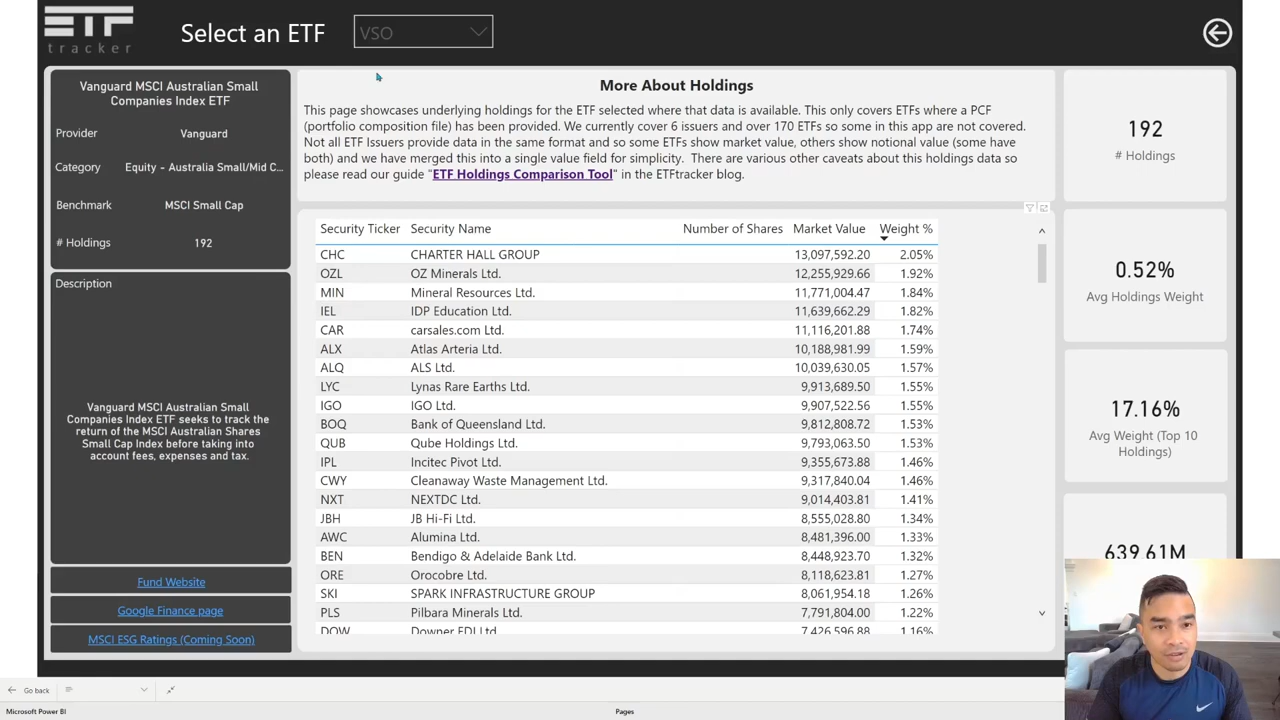 ETF
tracker
Select an ETF
VSO
Vanguard MSCI Australian Small
Companies Index ETF
Provider Vanguard
Category Equity - Australia Small/Mid C...
Benchmark MSCI Small Cap
# Holdings 192
Description
Vanguard MSCI Australian Small
Companies Index ETF seeks to track the
return of the MSCI Australian Shares
Small Cap Index before taking into
account fees, expenses and tax.
Fund Website
Google Finance page
MSCI ESG Ratings (Coming Soon)
More About Holdings
This page showcases underlying holdings for the ETF selected where that data is available. This only covers ETFs where a PCF
(portfolio composition file) has been provided. We currently cover 6 issuers and over 170 ETFs so some in this app are not covered.
Not all ETF Issuers provide data in the same format and so some ETFs show market value, others show notional value (some have
both) and we have merged this into a single value field for simplicity. There are various other caveats about this holdings data so
please read our guide "ETF Holdings Comparison Tool" in the ETFtracker blog.
Security Ticker Security Name Number of Shares Market Value Weight %
CHC CHARTER HALL GROUP 13,097,592.20 2.05%
OZL OZ Minerals Ltd. 12,255,929.66 1.92%
MIN Mineral Resources Ltd. 11,771,004.47 1.84%
IEL IDP Education Ltd. 11,639,662.29 1.82%
CAR carsales.com Ltd. 11,116,201.88 1.74%
ALX Atlas Arteria Ltd. 10,188,981.99 1.59%
ALQ ALS Ltd. 10,039,630.05 1.57%
LYC Lynas Rare Earths Ltd. 9,913,689.50 1.55%
IGO IGO Ltd. 9,907,522.56 1.55%
BOQ Bank of Queensland Ltd. 9,812,808.72 1.53%
QUB Qube Holdings Ltd. 9,793,063.50 1.53%
IPL Incitec Pivot Ltd. 9,355,673.88 1.46%
CWY Cleanaway Waste Management Ltd. 9,317,840.04 1.46%
NXT NEXTDC Ltd. 9,014,403.81 1.41%
JBH JB Hi-Fi Ltd. 8,555,028.80 1.34%
AWC Alumina Ltd. 8,481,396.00 1.33%
BEN Bendigo & Adelaide Bank Ltd. 8,448,923.70 1.32%
ORE Orocobre Ltd. 8,118,623.81 1.27%
SKI SPARK INFRASTRUCTURE GROUP 8,061,954.18 1.26%
PLS Pilbara Minerals Ltd. 7,791,804.00 1.22%
DOW Downer EDI Ltd. 7,426,596.88 1.16%
192
# Holdings
0.52%
Avg Holdings Weight
17.16%
Avg Weight (Top 10
Holdings)
639.61M
Go back
Microsoft Power BI
Pages